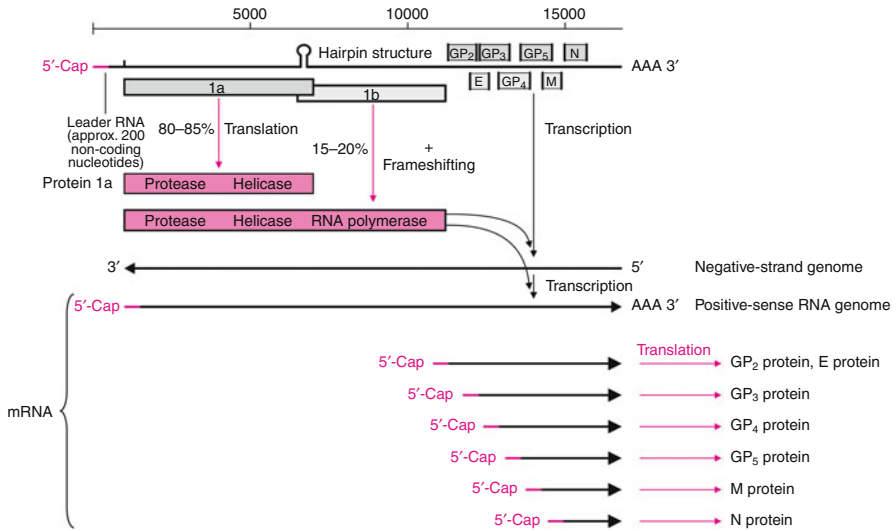 5000 10000 15000
Hairpin structure GP2 GP3 GP5 N
5′-Cap AAA 3′
1a E GP4 M
1b
Leader RNA
(approx. 200
non-coding
nucleotides)
80–85% Translation
15–20% +
Frameshifting
Transcription
Protein 1a Protease Helicase
Protease Helicase RNA polymerase
3′ 5′ Negative-strand genome
Transcription
5′-Cap AAA 3′ Positive-sense RNA genome
mRNA
Translation
5′-Cap GP2 protein, E protein
5′-Cap GP3 protein
5′-Cap GP4 protein
5′-Cap GP5 protein
5′-Cap M protein
5′-Cap N protein